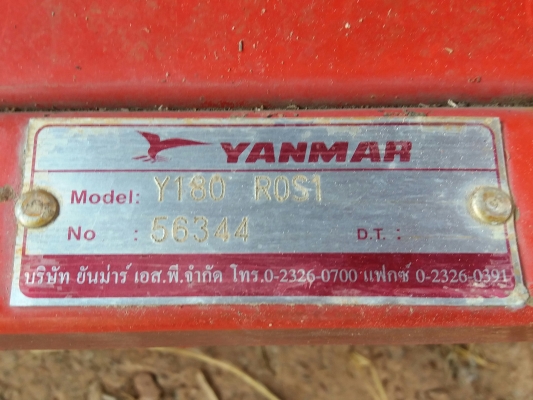 YANMAR
Model: Y180 ROS1
No : 56344 D.T. :
บริษัท ยันม่าร์ เอส.พี.จำกัด โทร.0-2326-0700 แฟกซ์ 0-2326-0391